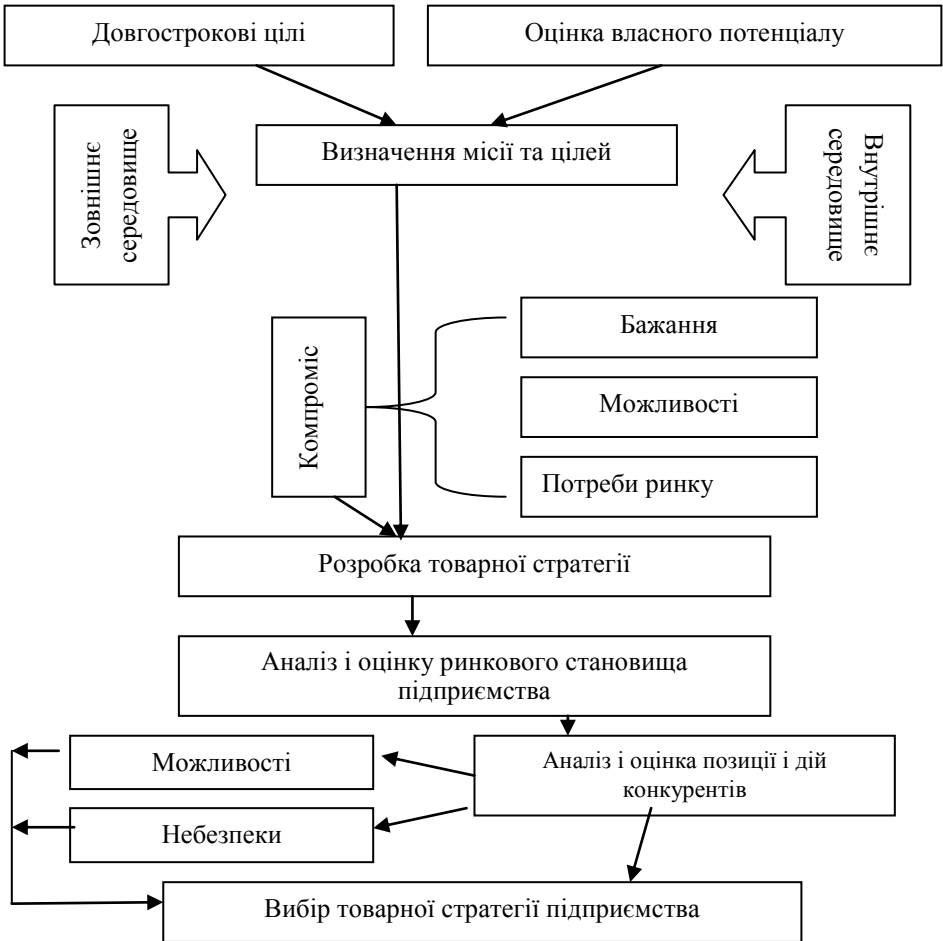 Довгострокові цілі
Оцінка власного потенціалу
Зовнішнє
середовище
Визначення місії та цілей
Внутрішнє
середовище
Компроміс
Бажання
Можливості
Потреби ринку
Розробка товарної стратегії
Аналіз і оцінку ринкового становища
підприємства
Можливості
Аналіз і оцінка позиції і дій
конкурентів
Небезпеки
Вибір товарної стратегії підприємства